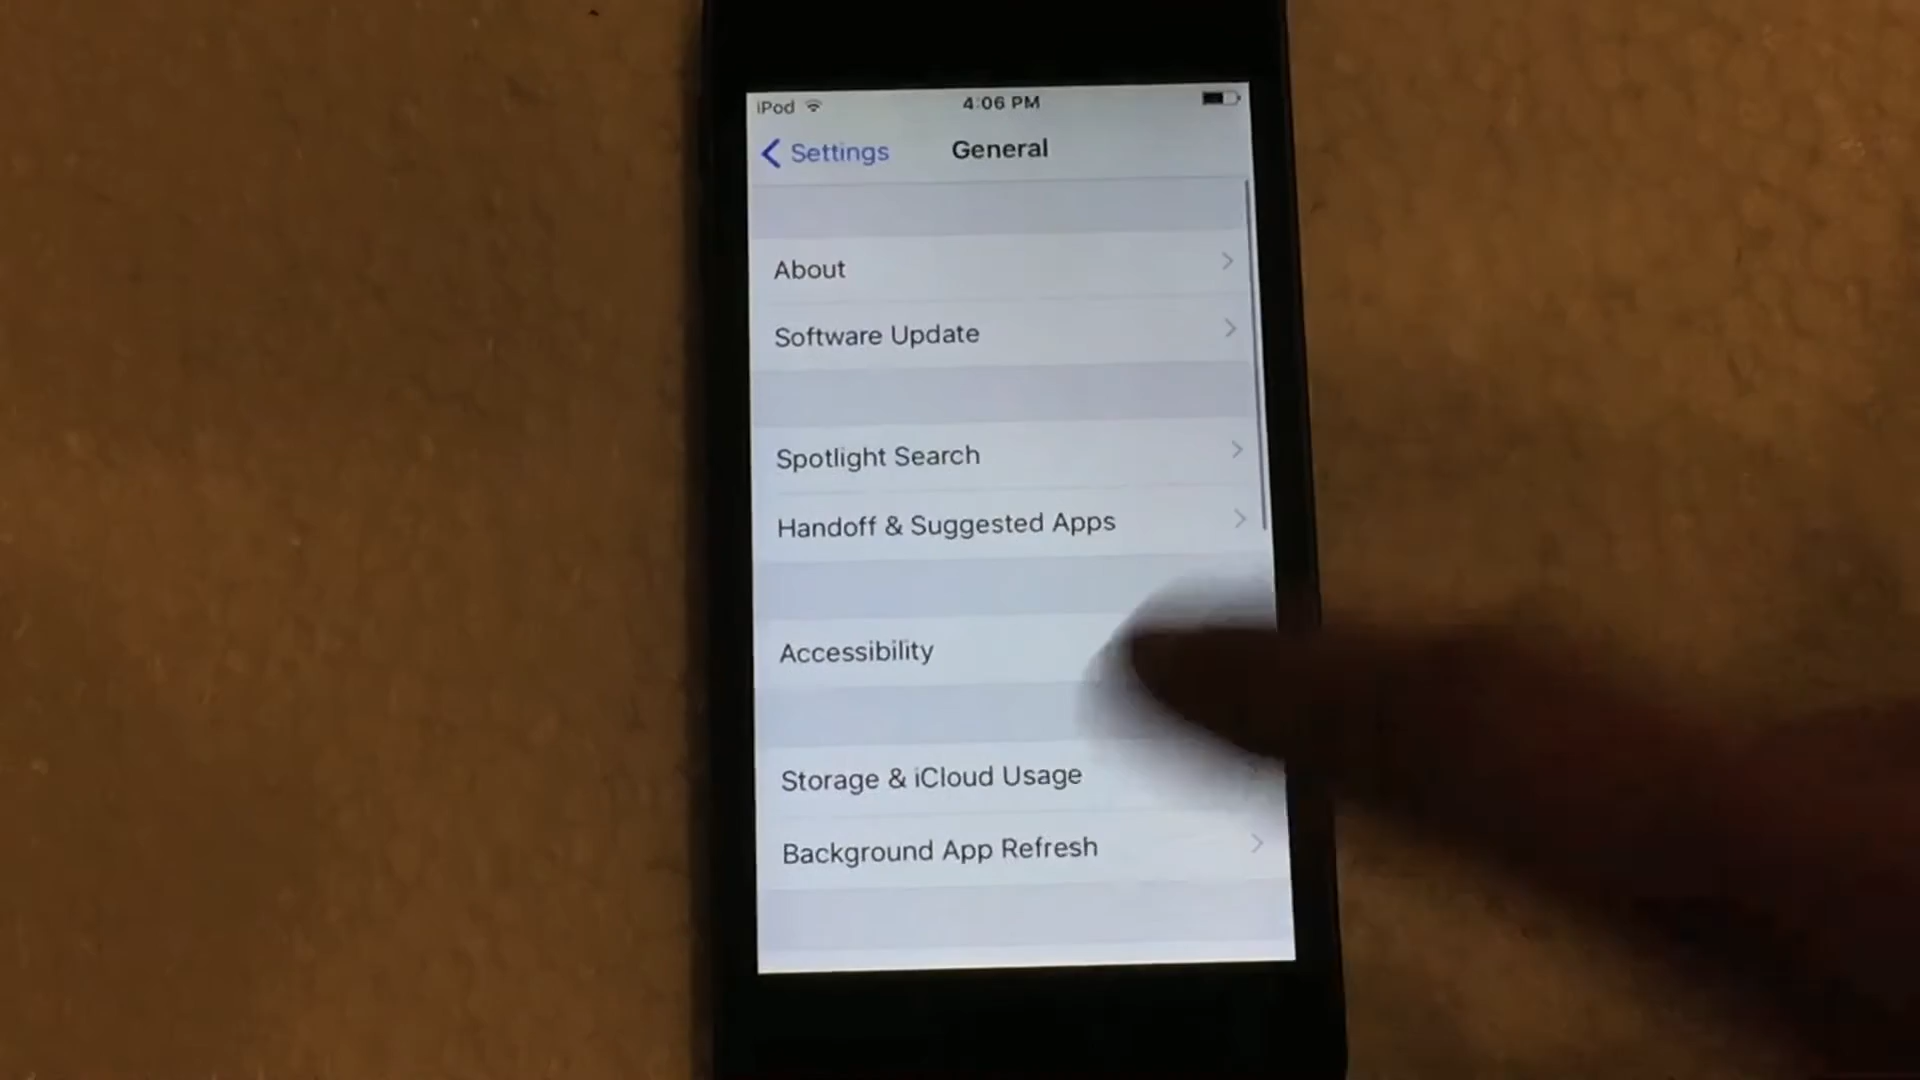 iPod 4:06 PM
Settings General
About
Software Update
Spotlight Search
Handoff & Suggested Apps
Accessibility
Storage & iCloud Usage
Background App Refresh